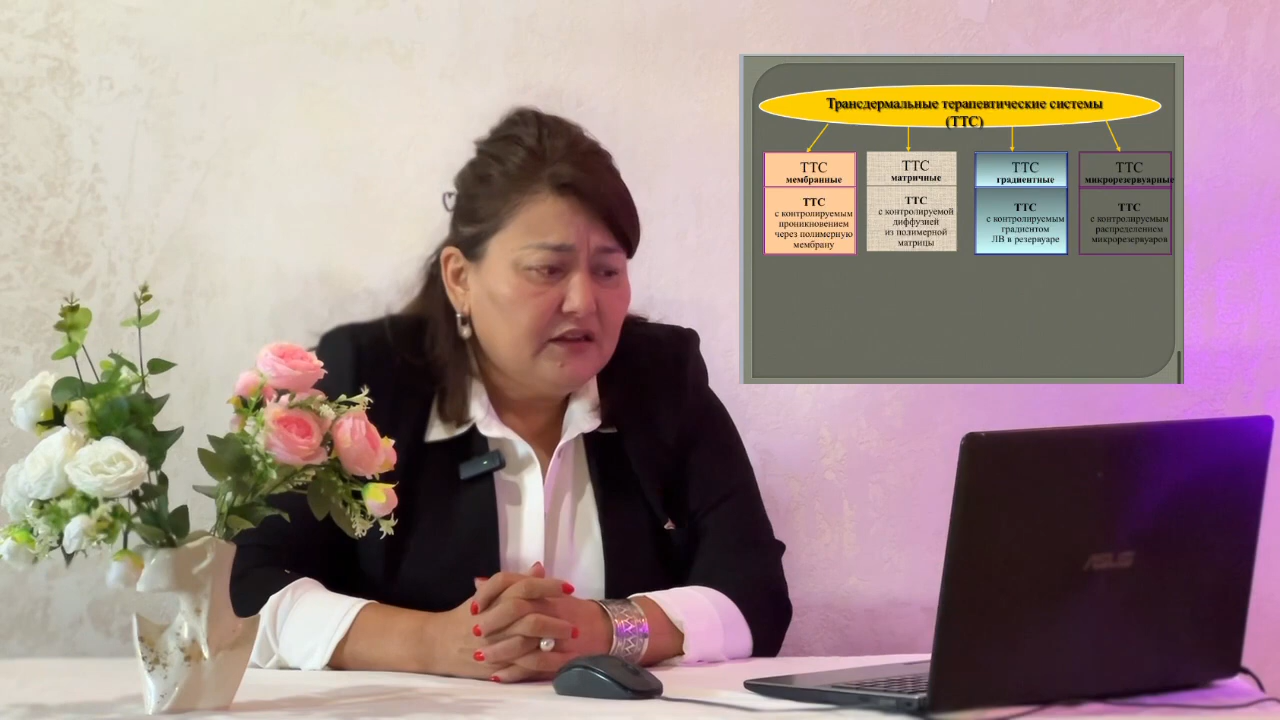 Трансдермальные терапевтические системы
(ТТС)
ТТС
мембранные
ТТС
с контролируемым
проникновением
через полимерную
мембрану
ТТС
матричные
ТТС
с контролируемой
диффузией
из полимерной
матрицы
ТТС
градиентные
ТТС
с контролируемым
градиентом
ЛВ в резервуаре
ТТС
микрорезервуарные
ТТС
с контролируемым
распределением
микрорезервуаров
ASUS